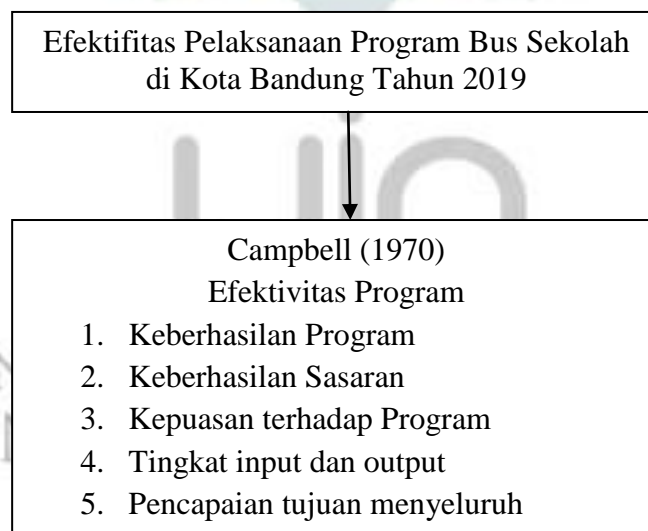 Efektifitas Pelaksanaan Program Bus Sekolah
di Kota Bandung Tahun 2019
Campbell (1970)
Efektivitas Program
1. Keberhasilan Program
2. Keberhasilan Sasaran
3. Kepuasan terhadap Program
4. Tingkat input dan output
5. Pencapaian tujuan menyeluruh